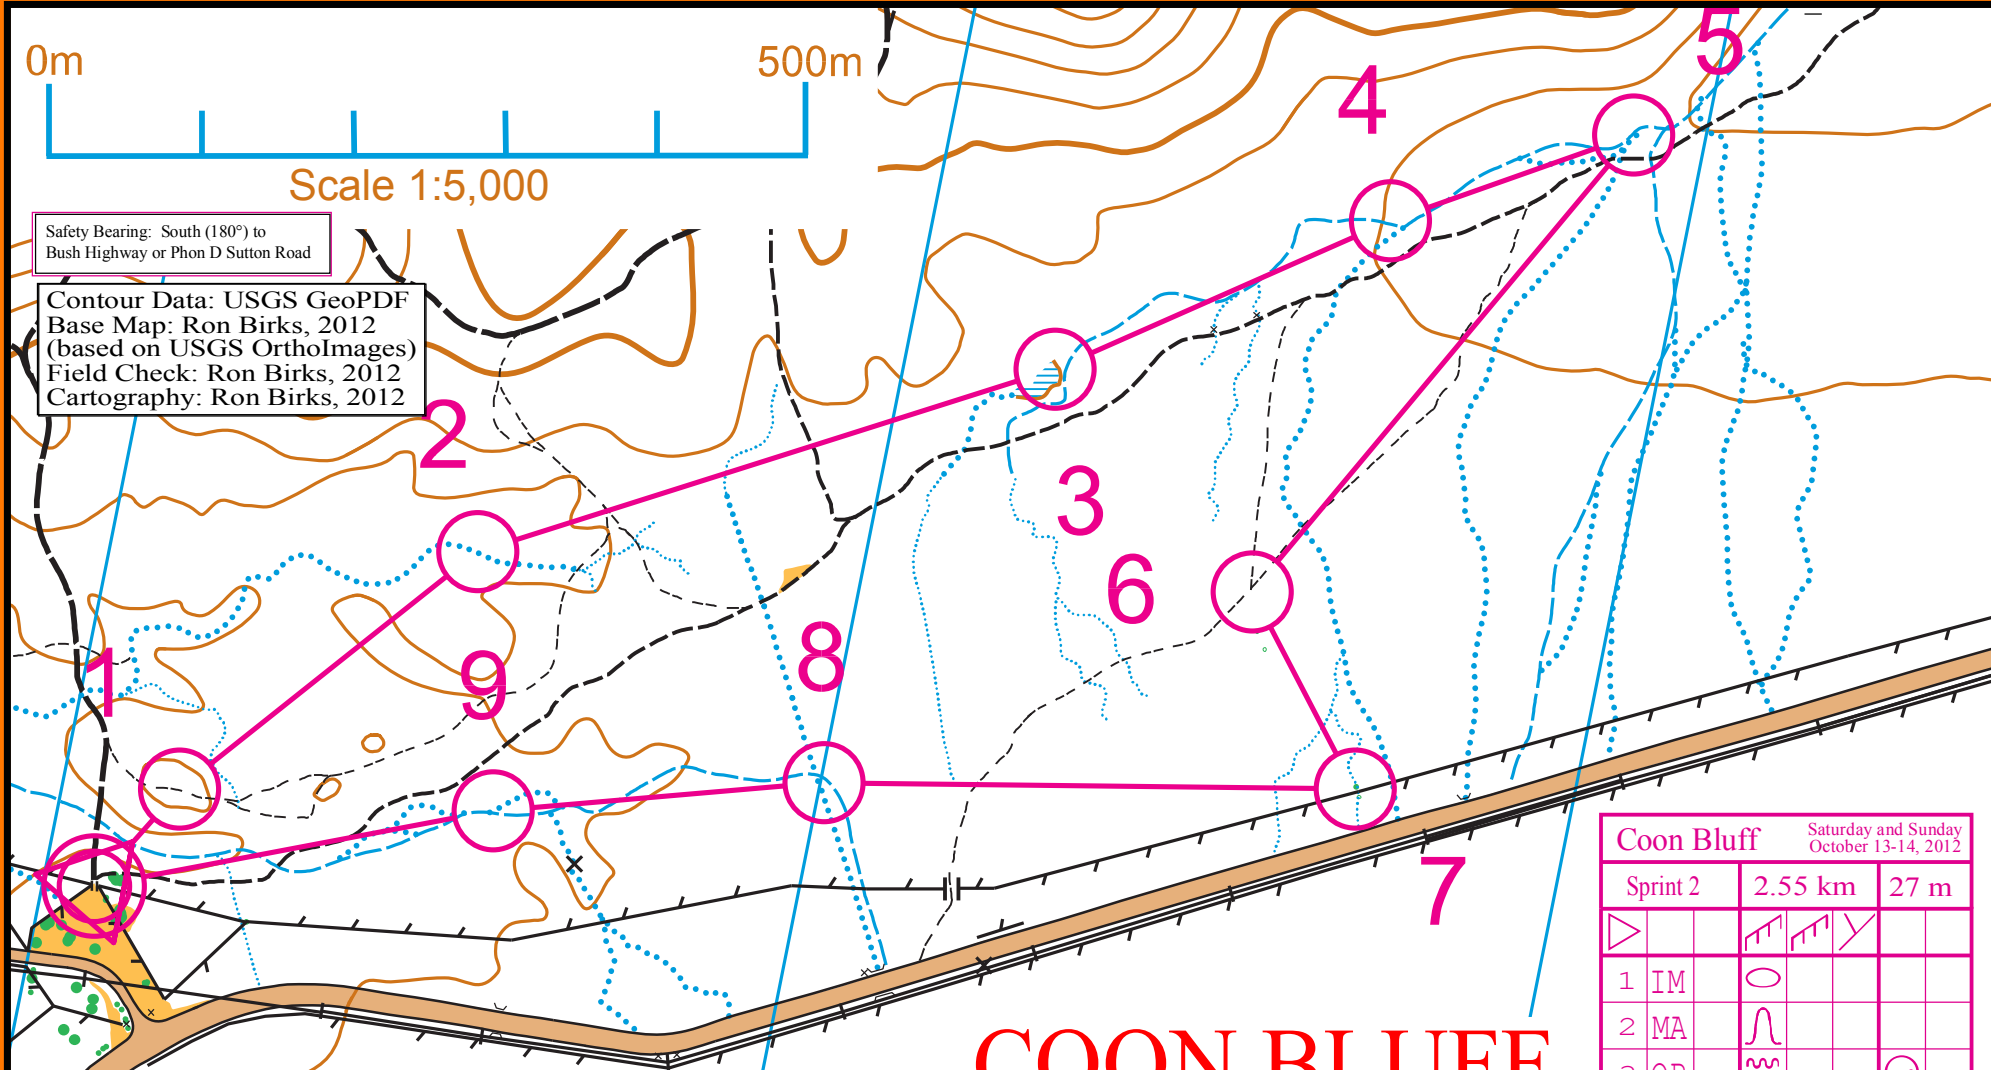 0m
500m
Scale 1:5,000
Safety Bearing: South (180°) to
Bush Highway or Phon D Sutton Road
Contour Data: USGS GeoPDF
Base Map: Ron Birks, 2012
(based on USGS OrthoImages)
Field Check: Ron Birks, 2012
Cartography: Ron Birks, 2012
5
4
2
3
6
1
9
8
7
Coon Bluff
Saturday and Sunday
October 13-14, 2012
Sprint 2
2.55 km
27 m
1 IM
2 MA
COON BLUFF